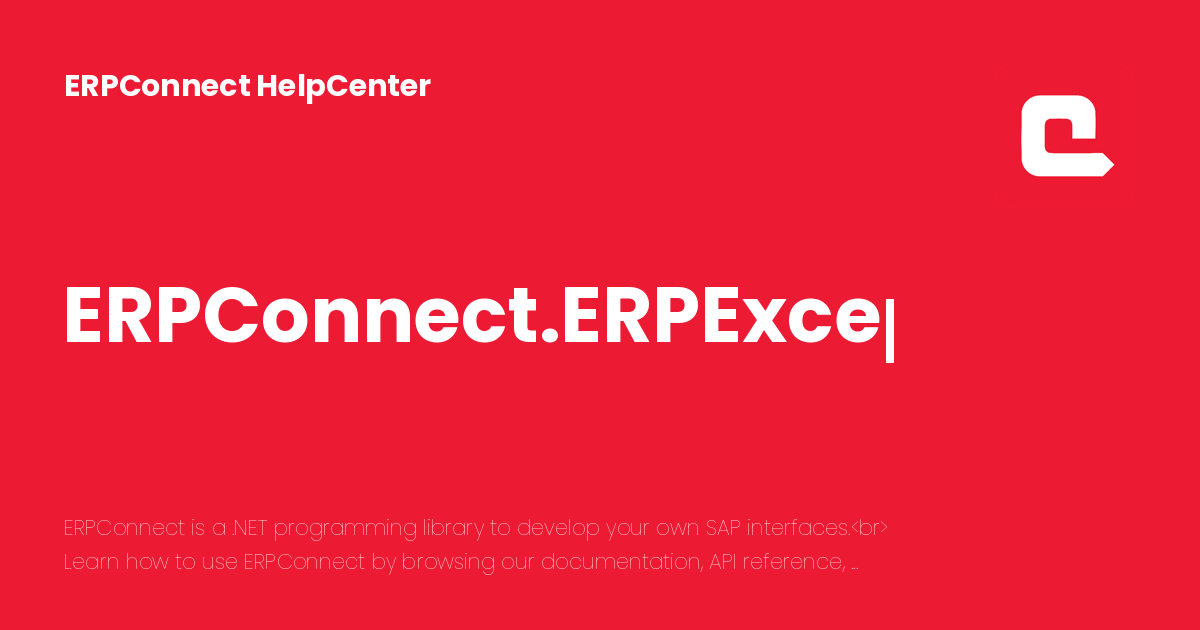 ERPConnect HelpCenter
ERPConnect.ERPExce
ERPConnect is a .NET programming library to develop your own SAP interfaces.<br>
Learn how to use ERPConnect by browsing our documentation, API reference, ...